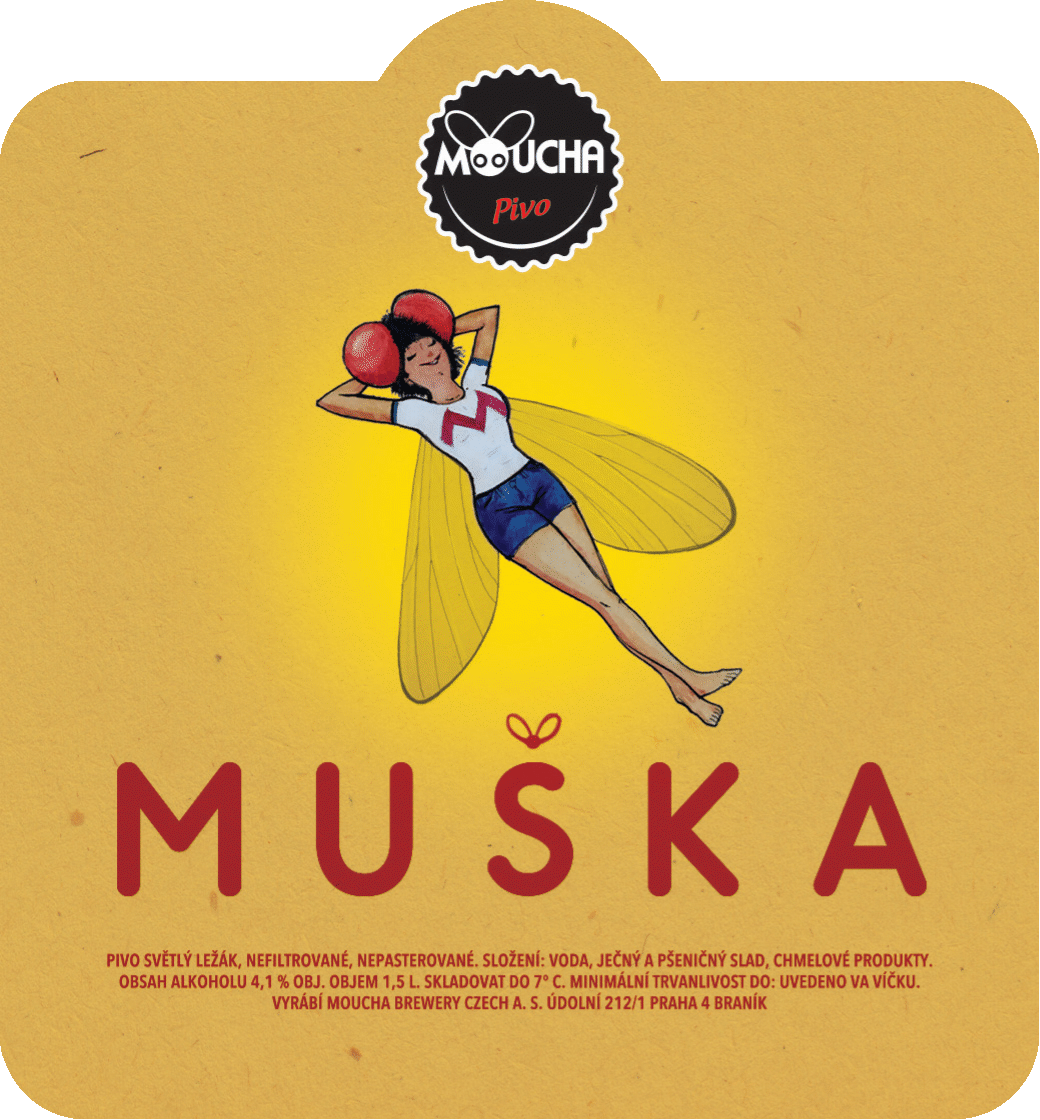 MOUCHA
Pivo
M
MUŠKA
PIVO SVĚTLÝ LEŽÁK, NEFILTROVANÉ, NEPASTEROVANÉ. SLOŽENÍ: VODA, JEČNÝ A PŠENIČNÝ SLAD, CHMELOVÉ PRODUKTY.
OBSAH ALKOHOLU 4,1 % OBJ. OBJEM 1,5 L. SKLADOVAT DO 7° C. MINIMÁLNÍ TRVANLIVOST DO: UVEDENO VA VÍČKU.
VYRÁBÍ MOUCHA BREWERY CZECH A. S. ÚDOLNÍ 212/1 PRAHA 4 BRANÍK